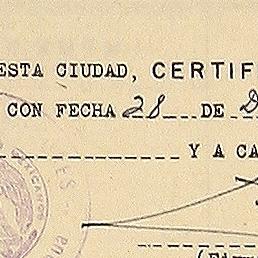 ESTA CIUDAD, CERTIF
CON FECHA 28 DE D
Y A CA